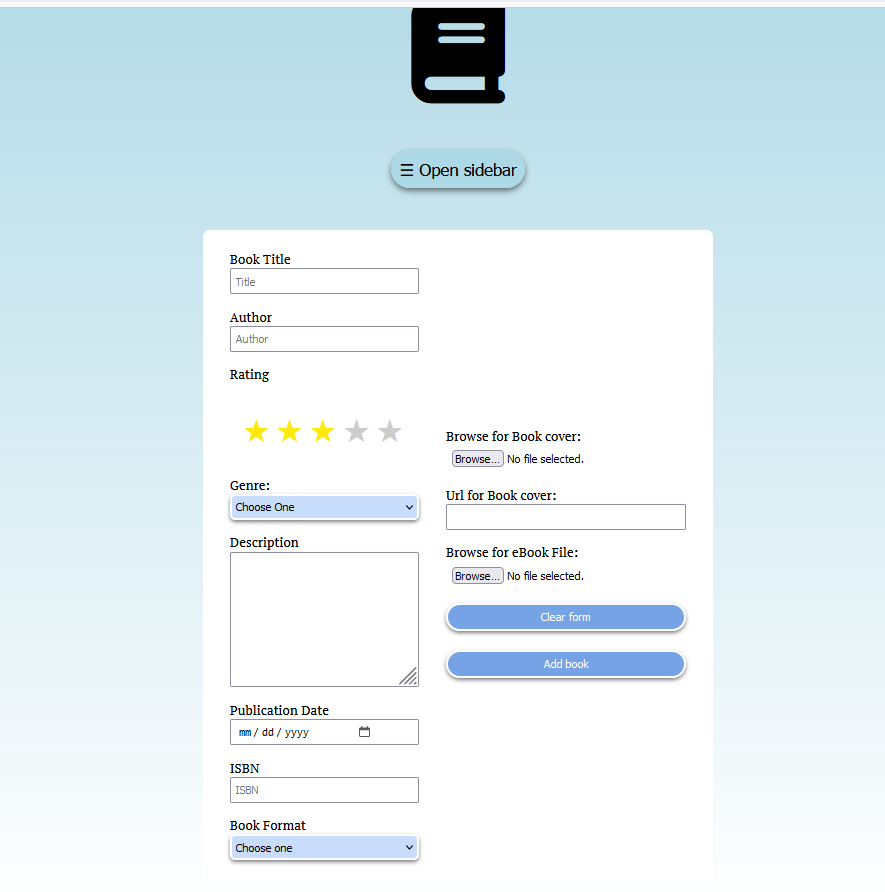 ☰ Open sidebar
Book Title
Title
Author
Author
Rating
Genre:
Choose One
Description
Publication Date
mm / dd / yyyy
ISBN
ISBN
Book Format
Choose one
Browse for Book cover:
Browse... No file selected.
Url for Book cover:
Browse for eBook File:
Browse... No file selected.
Clear form
Add book